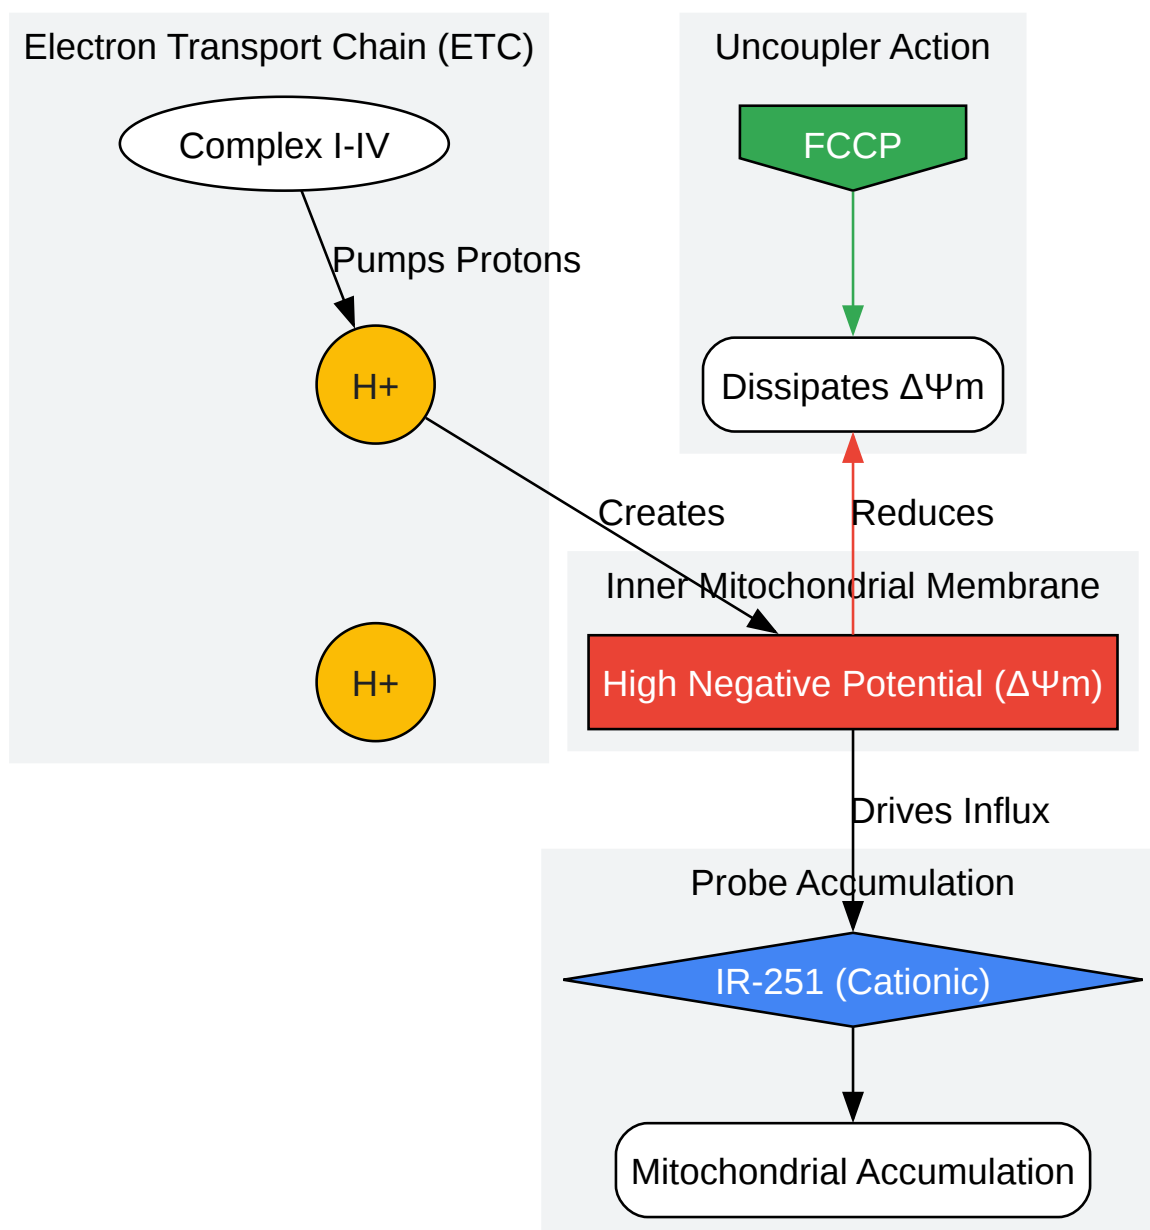 Electron Transport Chain (ETC)
Complex I-IV
Pumps Protons
H+
H+
Uncoupler Action
FCCP
Dissipates ΔΨm
Creates
Reduces
Inner Mitochondrial Membrane
High Negative Potential (ΔΨm)
Drives Influx
Probe Accumulation
IR-251 (Cationic)
Mitochondrial Accumulation